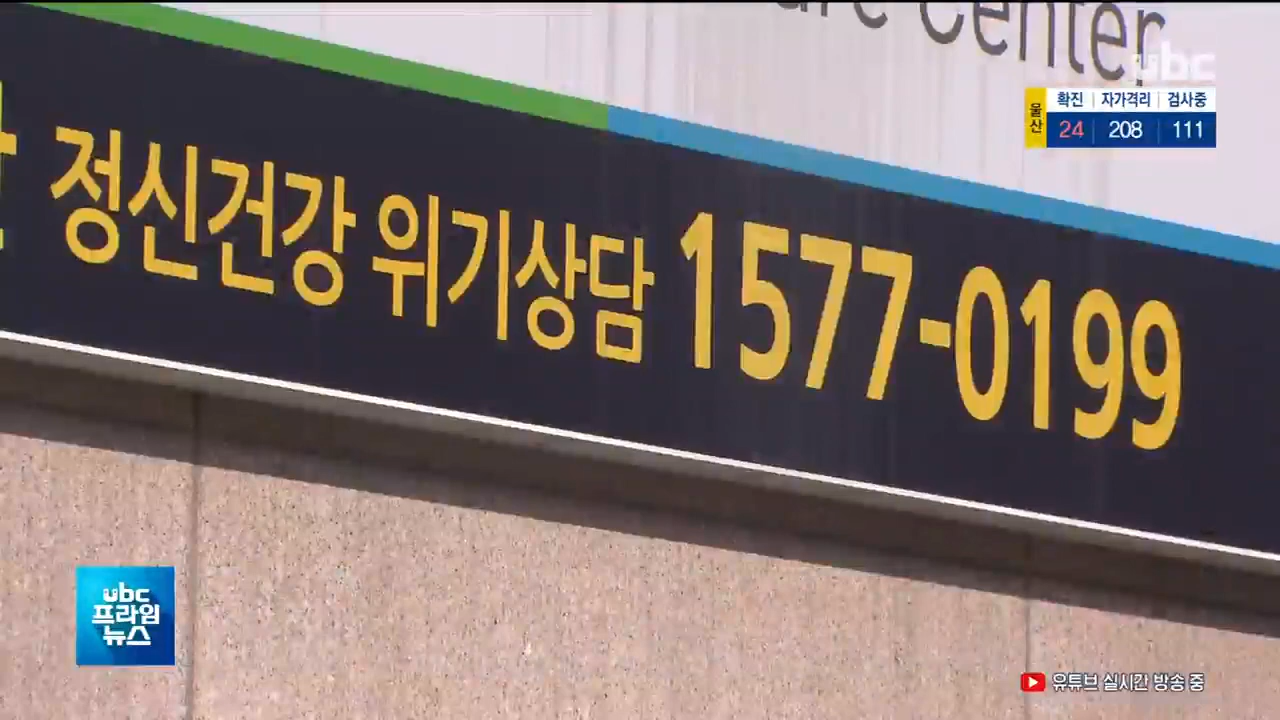 Center
ubc
울산
확진 자가격리 검사중
24 208 111
정신건강 위기상담 1577-0199
ubc
프라임
뉴스
유튜브 실시간 방송 중